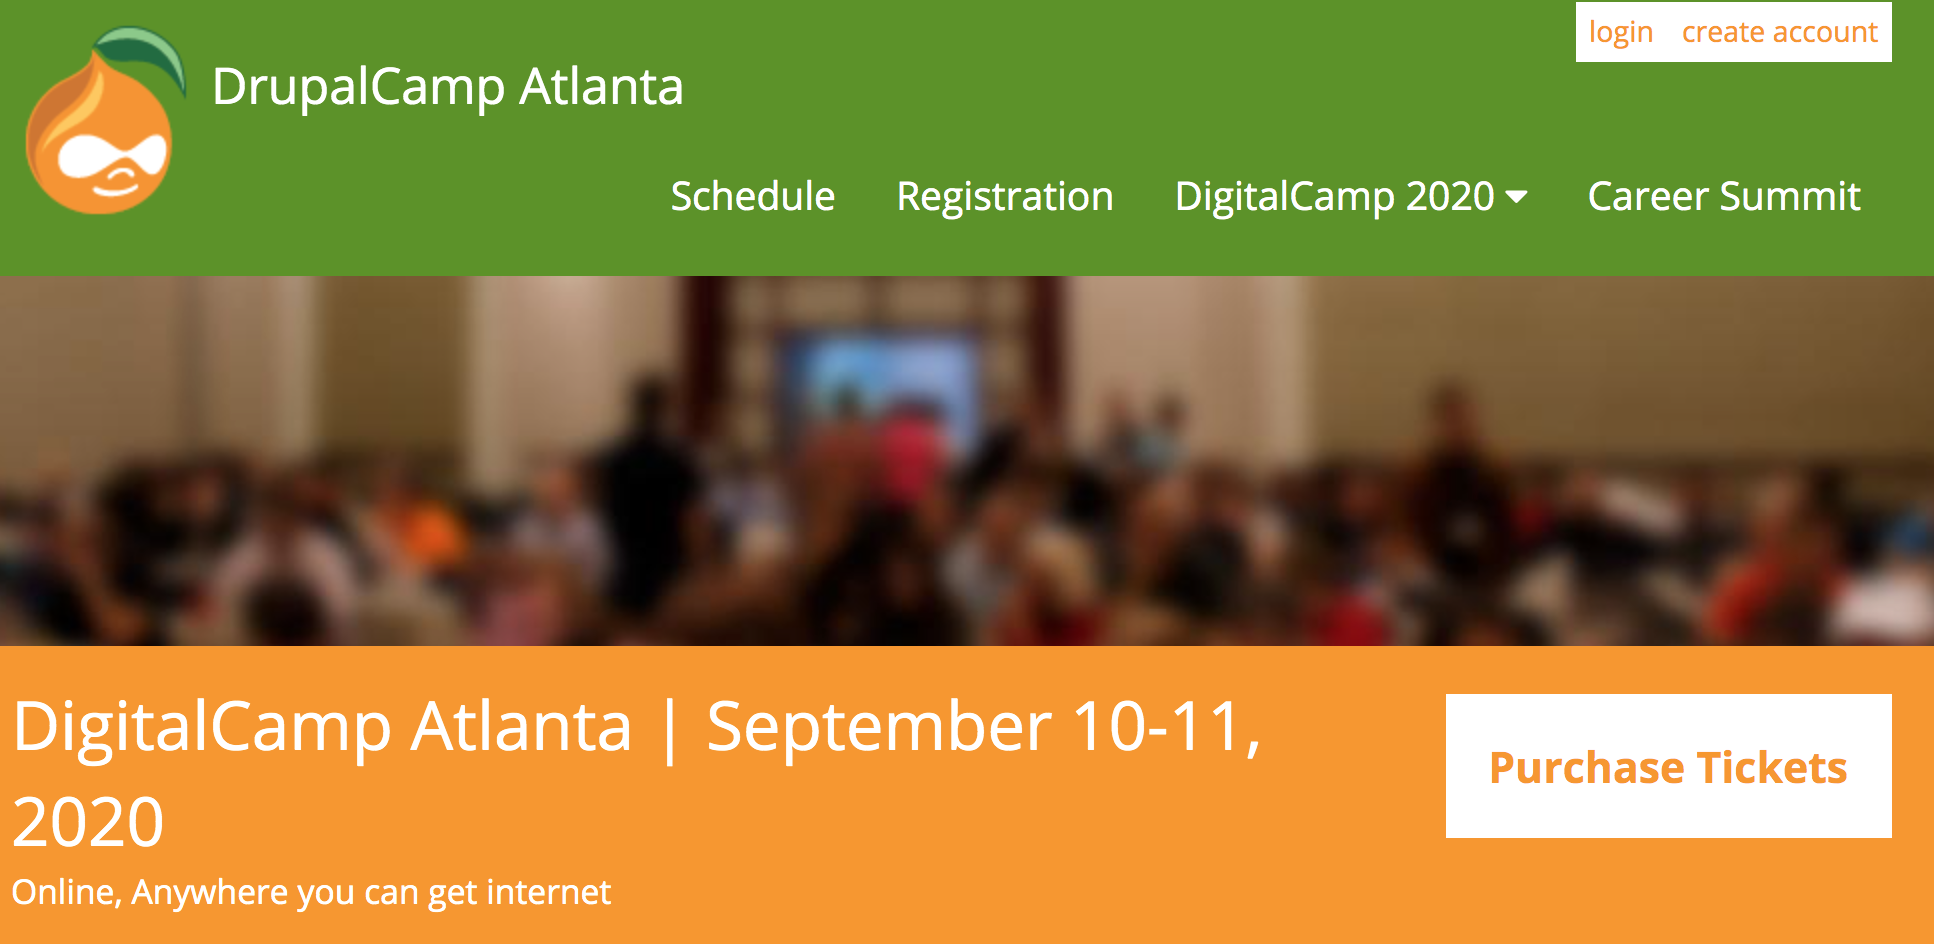 login create account
DrupalCamp Atlanta
Schedule Registration DigitalCamp 2020 Career Summit
DigitalCamp Atlanta | September 10-11,
2020
Purchase Tickets
Online, Anywhere you can get internet